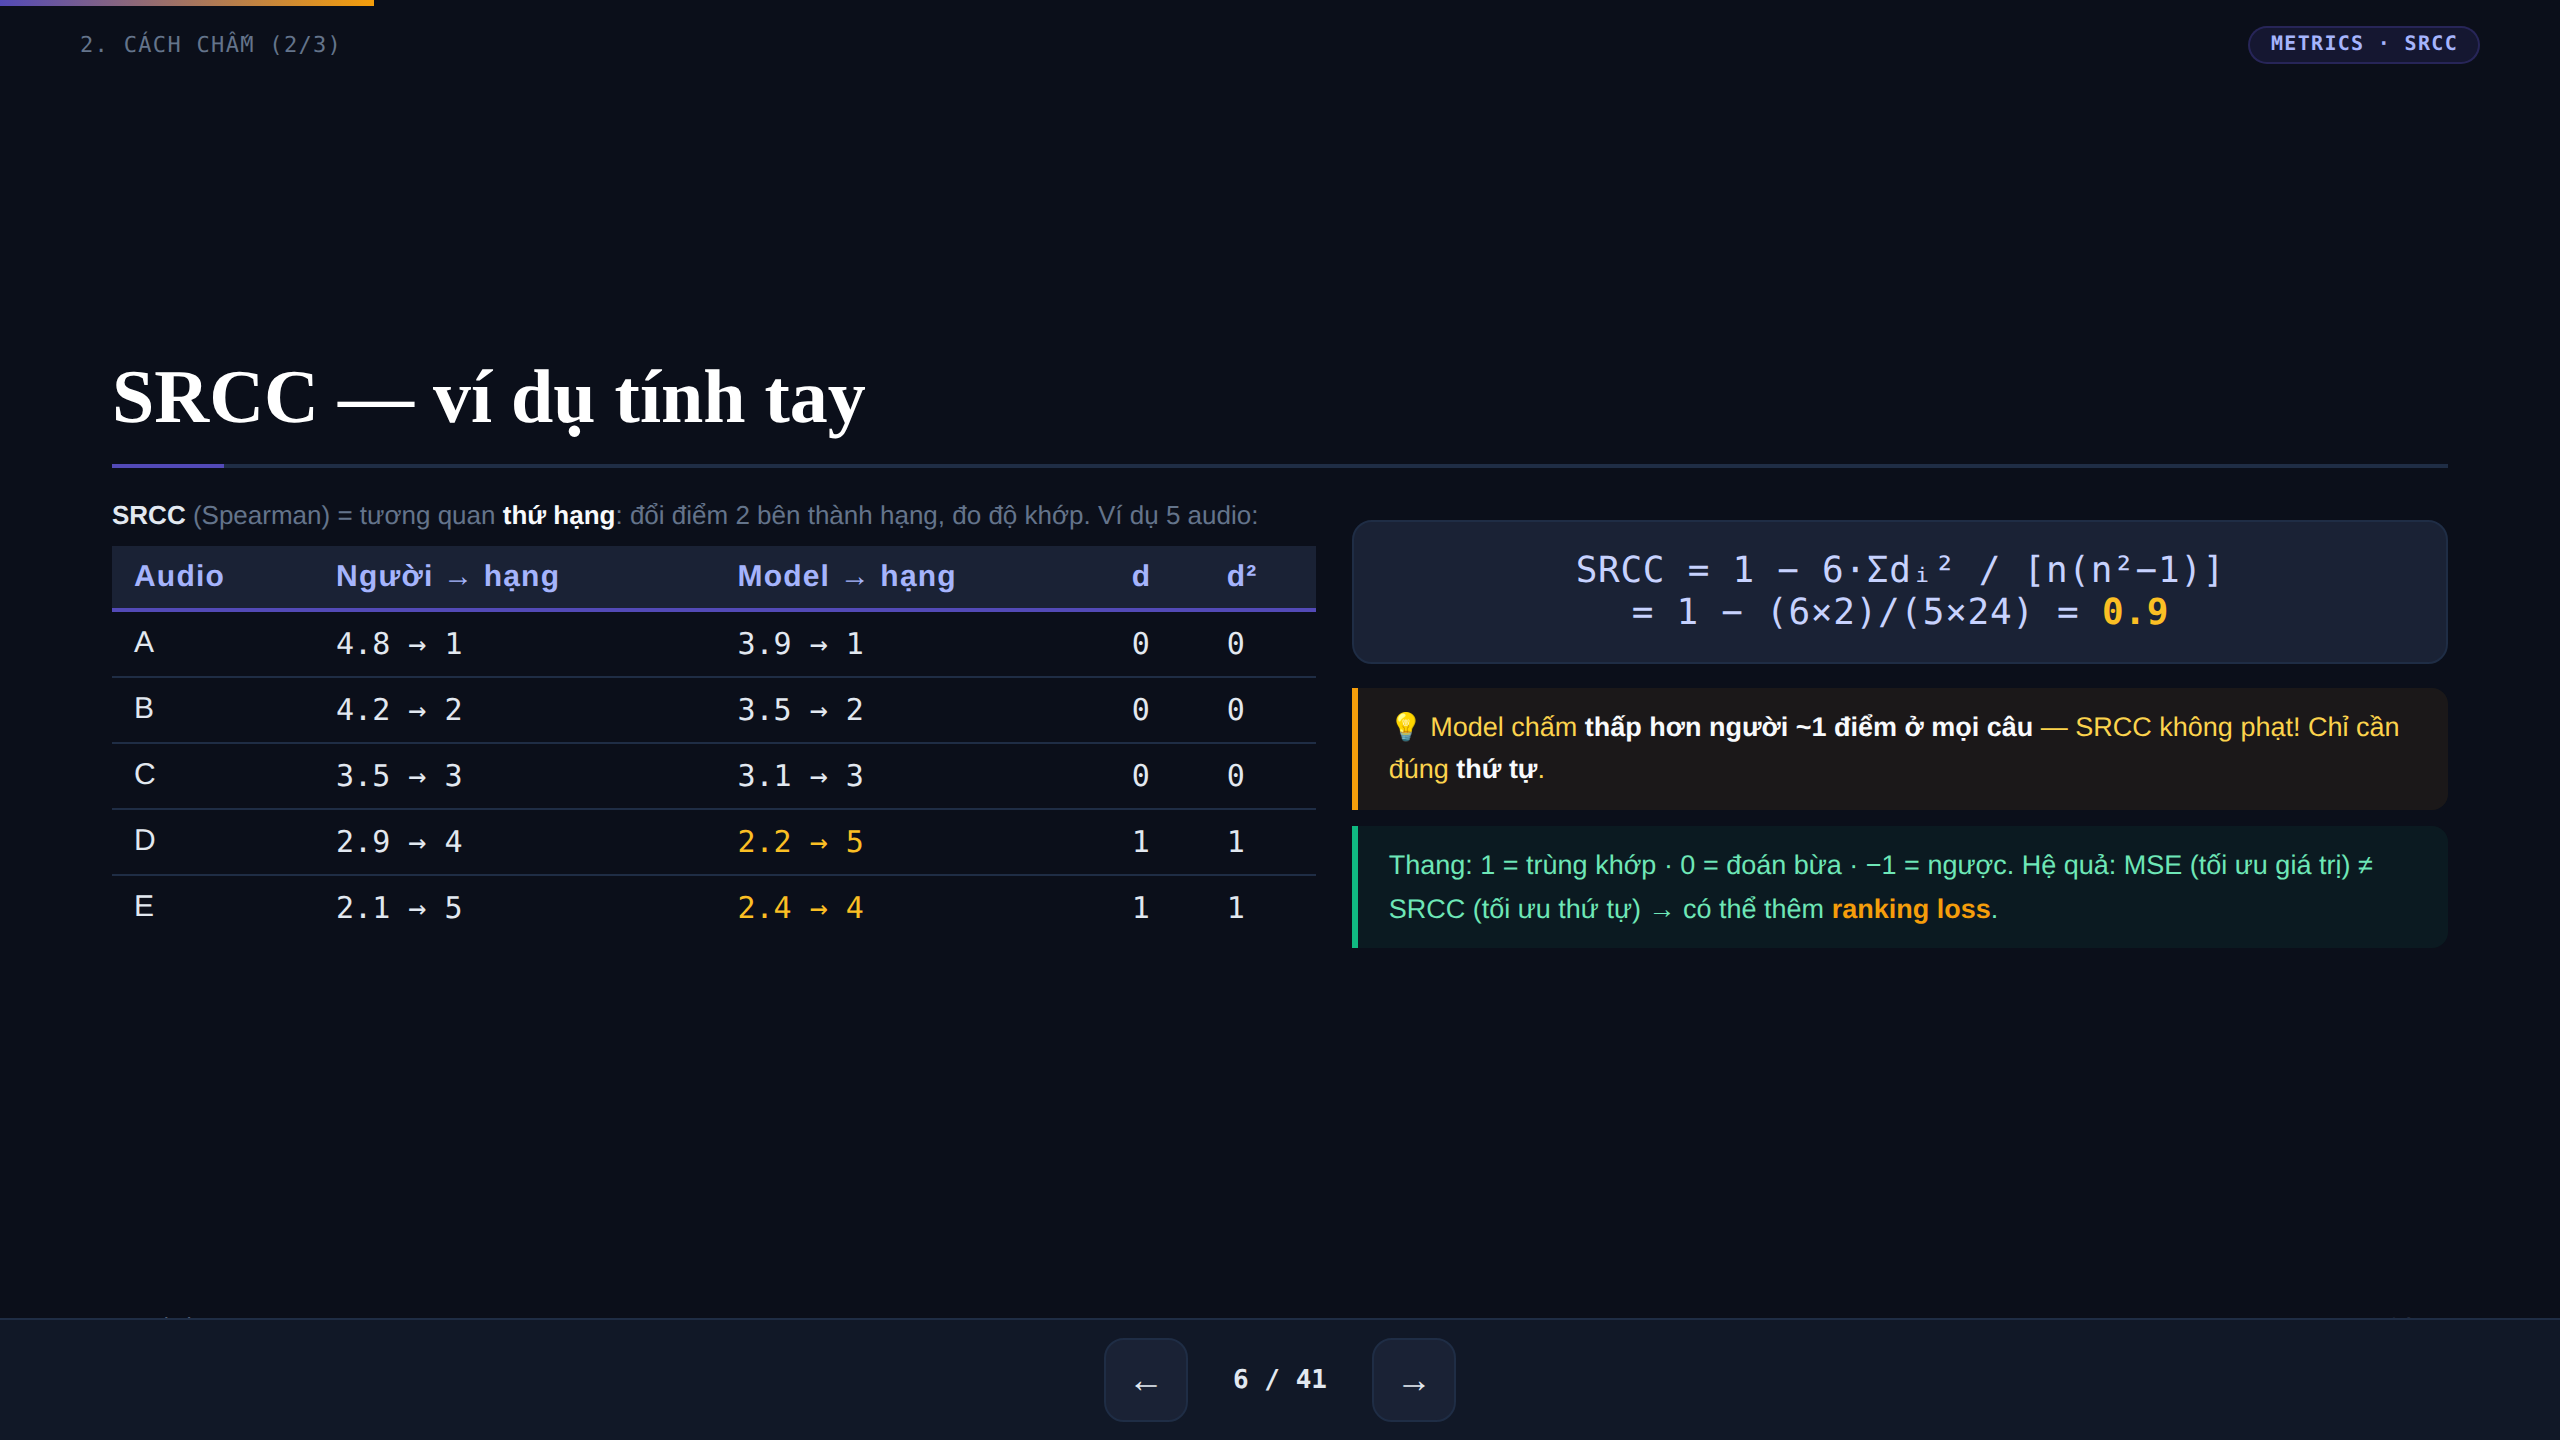 2. CÁCH CHẤM (2/3)
METRICS · SRCC
SRCC — ví dụ tính tay
SRCC (Spearman) = tương quan thứ hạng: đổi điểm 2 bên thành hạng, đo độ khớp. Ví dụ 5 audio:
Audio Người → hạng Model → hạng d d²
A 4.8 → 1 3.9 → 1 0 0
B 4.2 → 2 3.5 → 2 0 0
C 3.5 → 3 3.1 → 3 0 0
D 2.9 → 4 2.2 → 5 1 1
E 2.1 → 5 2.4 → 4 1 1
SRCC = 1 − 6·Σdᵢ² / [n(n²−1)]
= 1 − (6×2)/(5×24) = 0.9
💡 Model chấm thấp hơn người ~1 điểm ở mọi câu — SRCC không phạt! Chỉ cần
đúng thứ tự.
Thang: 1 = trùng khớp · 0 = đoán bừa · −1 = ngược. Hệ quả: MSE (tối ưu giá trị) ≠
SRCC (tối ưu thứ tự) → có thể thêm ranking loss.
← 6 / 41 →